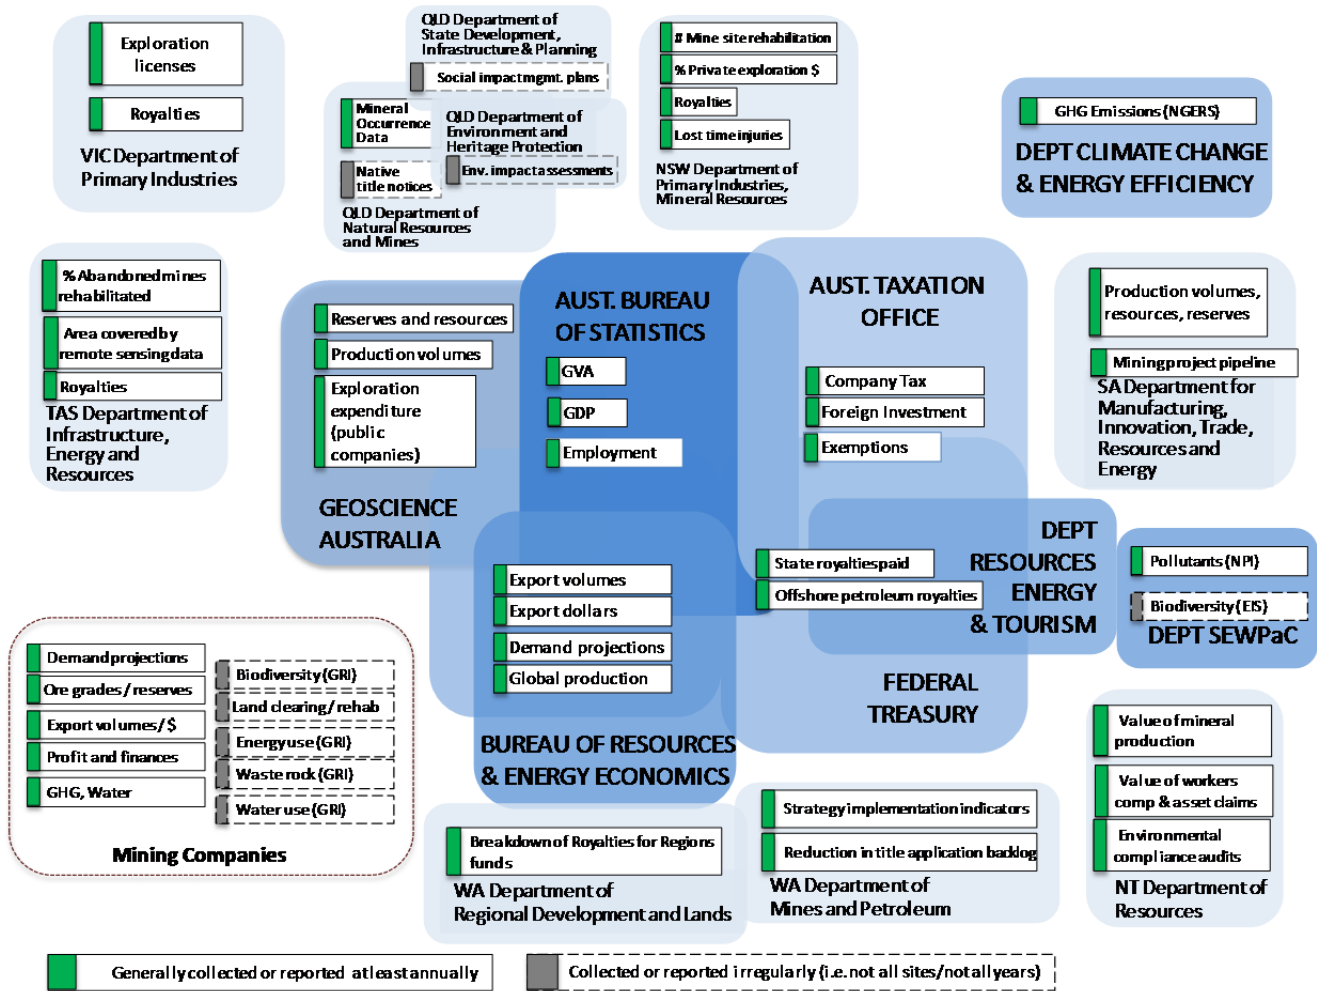 Exploration
licenses
Royalties
VIC Department of
Primary Industries
QLD Department of
State Development,
Infrastructure & Planning
Social impact mgmt. plans
Mineral
Occurrence
Data
QLD Department of
Environment and
Heritage Protection
Native
title notices
Env. impact assessments
QLD Department of
Natural Resources
and Mines
# Mine site rehabilitation
% Private exploration $
Royalties
Lost time injuries
NSW Department of
Primary Industries,
Mineral Resources
GHG Emissions (NGERS)
DEPT CLIMATE CHANGE
& ENERGY EFFICIENCY
% Abandoned mines
rehabilitated
Area covered by
remote sensing data
Royalties
TAS Department of
Infrastructure,
Energy and
Resources
Reserves and resources
Production volumes
Exploration
expenditure
(public
companies)
GEOSCIENCE
AUSTRALIA
AUST. BUREAU
OF STATISTICS
GVA
GDP
Employment
AUST. TAXATION
OFFICE
Company Tax
Foreign Investment
Exemptions
Production volumes,
resources, reserves
Mining project pipeline
SA Department for
Manufacturing,
Innovation, Trade,
Resources and
Energy
Export volumes
Export dollars
Demand projections
Global production
BUREAU OF RESOURCES
& ENERGY ECONOMICS
State royalties paid
Offshore petroleum royalties
DEPT
RESOURCES
ENERGY
& TOURISM
FEDERAL
TREASURY
Pollutants (NPI)
Biodiversity (EIS)
DEPT SEWPaC
Demand projections
Ore grades / reserves
Export volumes/ $
Profit and finances
GHG, Water
Biodiversity (GRI)
Land clearing / rehab
Energy use (GRI)
Waste rock (GRI)
Water use (GRI)
Mining Companies
Breakdown of Royalties for Regions
funds
WA Department of
Regional Development and Lands
Strategy implementation indicators
Reduction in title application backlog
WA Department of
Mines and Petroleum
Value of mineral
production
Value of workers
comp & asset claims
Environmental
compliance audits
NT Department of
Resources
Generally collected or reported at least annually
Collected or reported irregularly (i.e. not all sites/not all years)